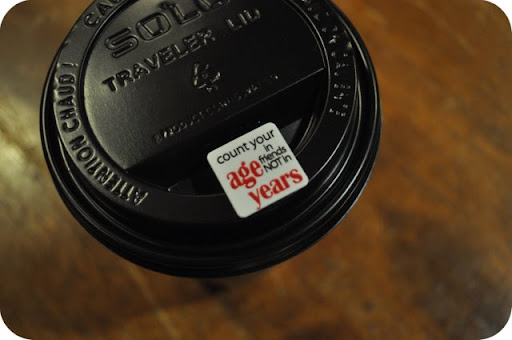 SOLO
TRAVELER LID
ATTENTION CHAUD!
count your
age
in
friends
NOT in
years